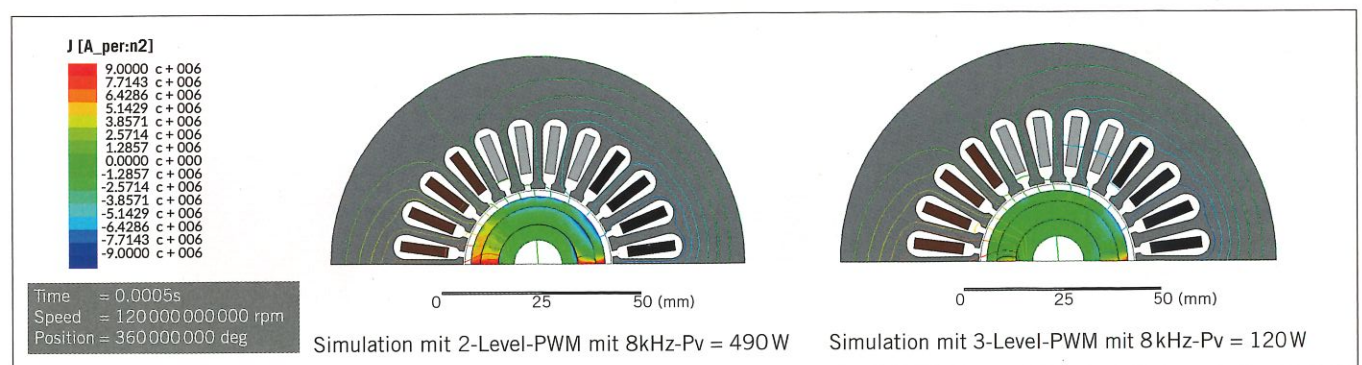 J [A_per:n2]
9.0000 c+006
7.7143 c+006
6.4286 c+006
5.1429 c+006
3.8571 c+006
2.5714 c+006
1.2857 c+006
0.0000 c+000
-1.2857 c+006
-2.5714 c+006
-3.8571 c+006
-5.1429 c+006
-6.4286 c+006
-7.7143 c+006
-9.0000 c+006
Time = 0.0005s
Speed = 120000000000 rpm
Position = 360000000 deg
0 25 50 (mm)
Simulation mit 2-Level-PWM mit 8kHz-Pv = 490 W
0 25 50 (mm)
Simulation mit 3-Level-PWM mit 8kHz-Pv = 120 W